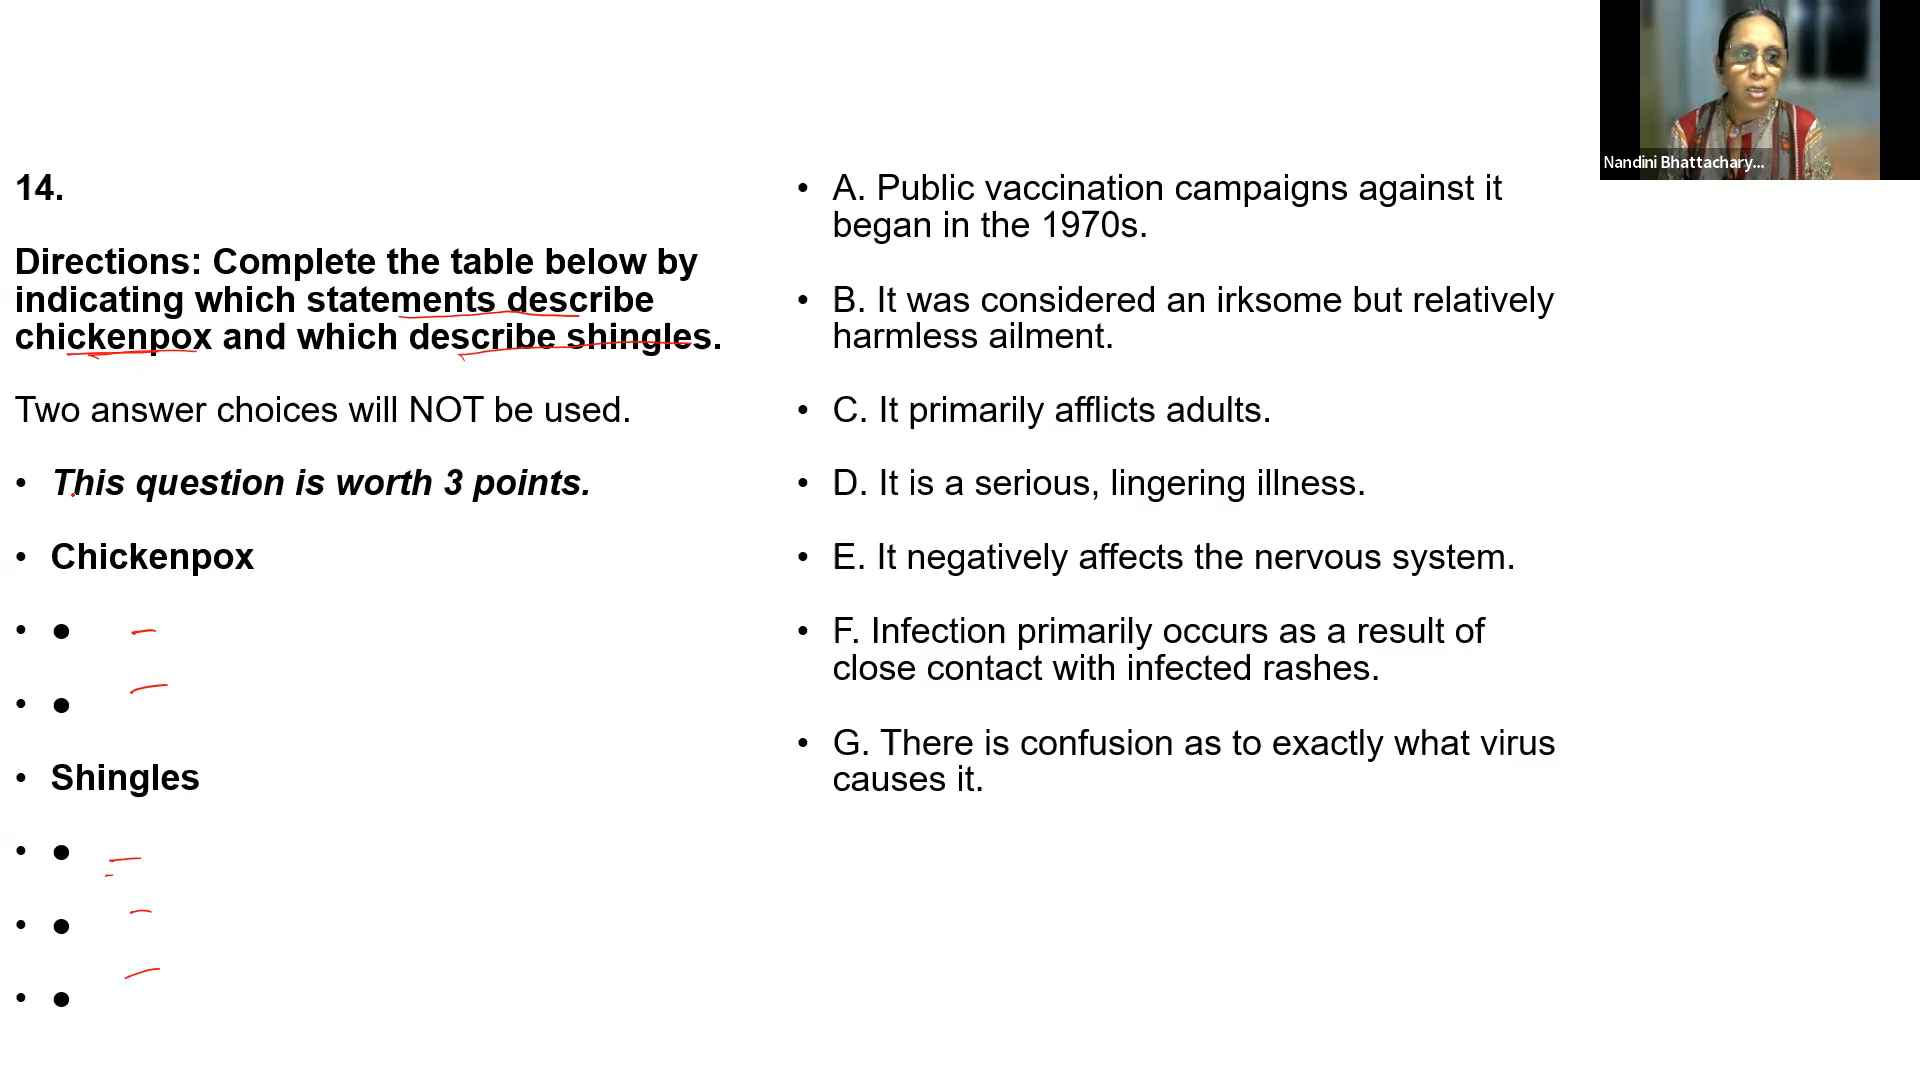 14.
Directions: Complete the table below by
indicating which statements describe
chickenpox and which describe shingles.
Two answer choices will NOT be used.
• This question is worth 3 points.
• Chickenpox
• ●
• ●
• Shingles
• ●
• ●
• ●
• A. Public vaccination campaigns against it
began in the 1970s.
• B. It was considered an irksome but relatively
harmless ailment.
• C. It primarily afflicts adults.
• D. It is a serious, lingering illness.
• E. It negatively affects the nervous system.
• F. Infection primarily occurs as a result of
close contact with infected rashes.
• G. There is confusion as to exactly what virus
causes it.
Nandini Bhattachary...